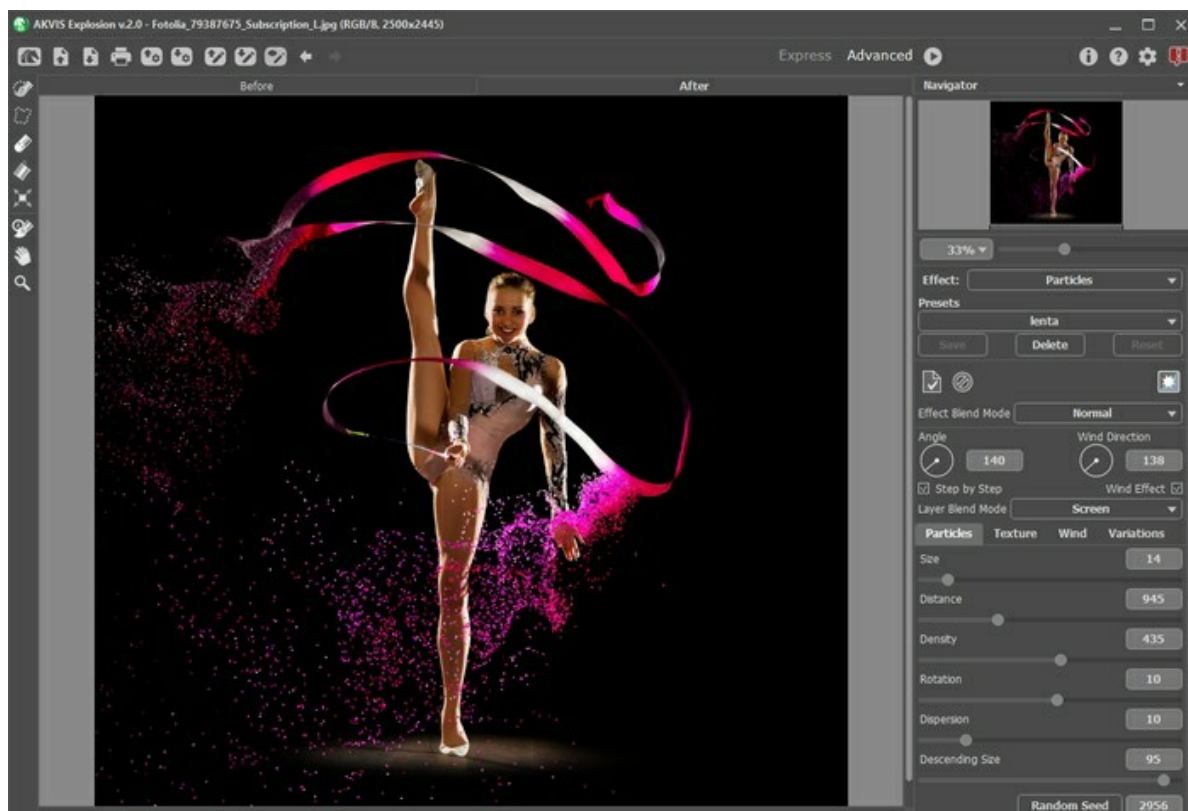 AKVIS Explosion v.2.0 - Fotolia_79387675_Subscription_L.jpg (RGB/8, 2500x2445)
Express Advanced
Before After
Navigator
33%
Effect: Particles
Presets
lenta
Save Delete Reset
Effect Blend Mode Normal
Angle Wind Direction
140 138
Step by Step Wind Effect
Layer Blend Mode Screen
Particles Texture Wind Variations
Size 14
Distance 945
Density 435
Rotation 10
Dispersion 10
Descending Size 95
Random Seed 2956